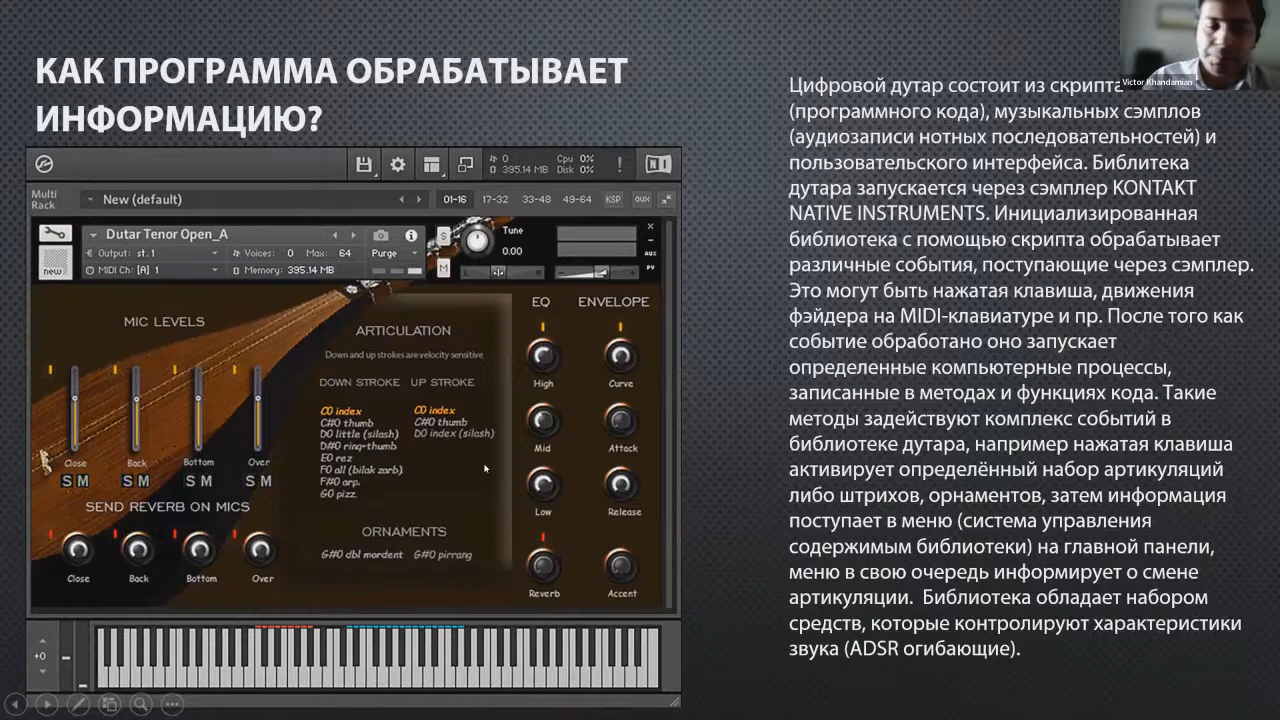 КАК ПРОГРАММА ОБРАБАТЫВАЕТ
ИНФОРМАЦИЮ?
Victor Khandamian
Цифровой дутар состоит из скрипта
(программного кода), музыкальных сэмплов
(аудиозаписи нотных последовательностей) и
пользовательского интерфейса. Библитека
дутара запускается через сэмплер KONTAKT
NATIVE INSTRUMENTS. Инициализированная
библиотека с помощью скрипта обрабатывает
различные события, поступающие через сэмплер.
Это могут быть нажатая клавиша, движения
фэйдера на MIDI-клавиатуре и пр. После того как
событие обработано оно запускает
определенные компьютерные процессы,
записанные в методах и функциях кода. Такие
методы задействуют комплекс событий в
библиотеке дутара, например нажатая клавиша
активирует определённый набор артикуляций
либо штрихов, орнаментов, затем информация
поступает в меню (система управления
содержимым библиотеки) на главной панели,
меню в свою очередь информирует о смене
артикуляции.  Библиотека обладает набором
средств, которые контролируют характеристики
звука (ADSR огибающие).
0 Cpu 0%
395.14 MB Disk 0%
!
NI
Multi
Rack
New (default)
01-16 17-32 33-48 49-64 KSP AUX
Dutar Tenor Open_A
S
Tune
Output: st.1 Voices: 0 Max: 64 Purge
0.00
MIDI Ch: [A] 1 Memory: 395.14 MB
new
M
L R
AUX
PV
MIC LEVELS
ARTICULATION
Down and up strokes are velocity sensitive
DOWN STROKE UP STROKE
C0 index C0 index
C#0 thumb C#0 thumb
D0 little (silash) D0 index (silash)
D#0 ring-thumb
E0 rez
F0 all (bilak zarb)
F#0 arp.
G0 pizz.
ORNAMENTS
G#0 dbl mordent G#0 pirrang
EQ ENVELOPE
High Curve
Mid Attack
Low Release
Reverb Accent
Close Back Bottom Over
S M S M S M S M
SEND REVERB ON MICS
Close Back Bottom Over
+0